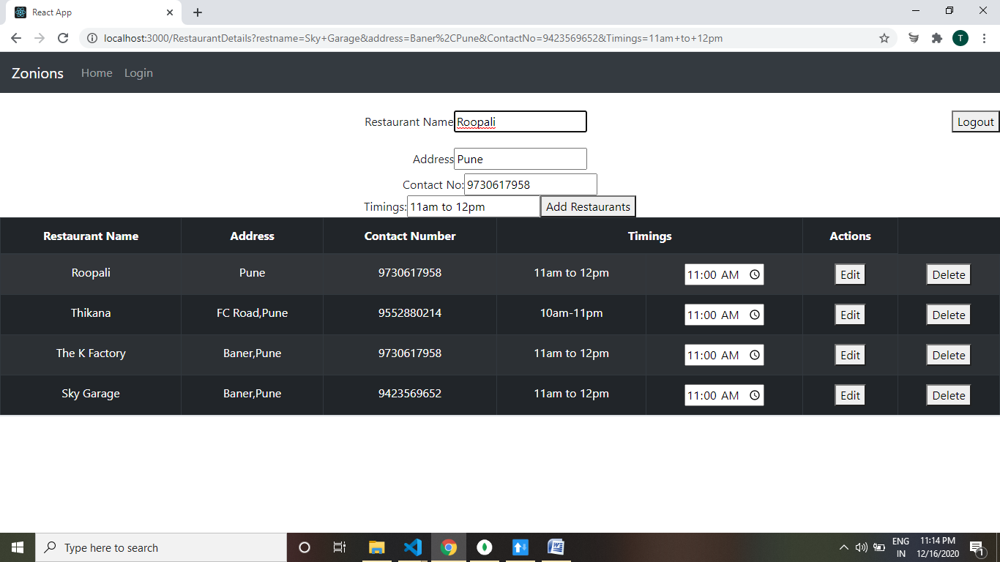 React App
localhost:3000/RestaurantDetails?restname=Sky+Garage&address=Baner%2CPune&ContactNo=9423569652&Timings=11am+to+12pm
T
Zonions Home Login
Restaurant Name Roopali Logout
Address Pune
Contact No: 9730617958
Timings: 11am to 12pm Add Restaurants
Restaurant Name Address Contact Number Timings Actions
Roopali Pune 9730617958 11am to 12pm 11:00 AM Edit Delete
Thikana FC Road,Pune 9552880214 10am-11pm 11:00 AM Edit Delete
The K Factory Baner,Pune 9730617958 11am to 12pm 11:00 AM Edit Delete
Sky Garage Baner,Pune 9423569652 11am to 12pm 11:00 AM Edit Delete
Type here to search
ENG 11:14 PM
IN 12/16/2020 1